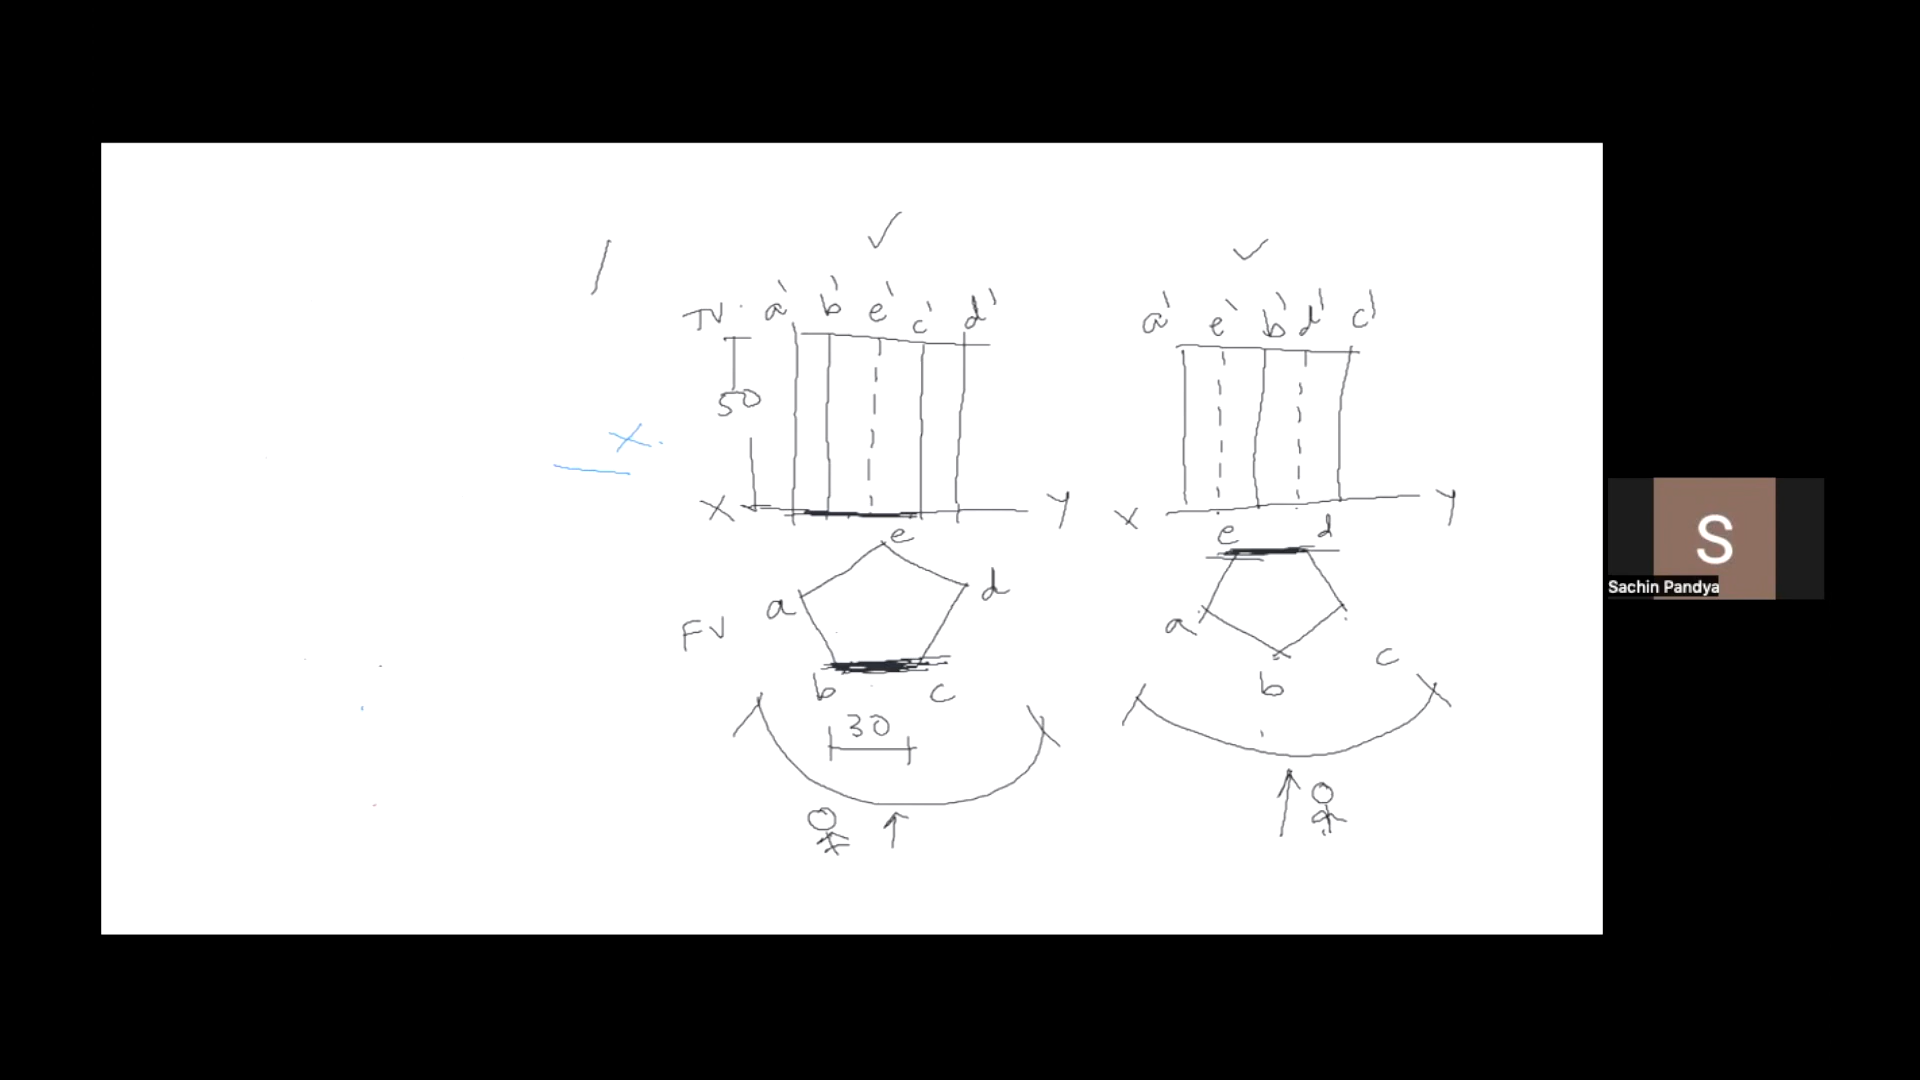 TV a' b' e' c' d'
50
X Y
e
a d
FV
b c
30
a' e' b' d' c'
X Y
e d
a
c
b
Sachin Pandya
S